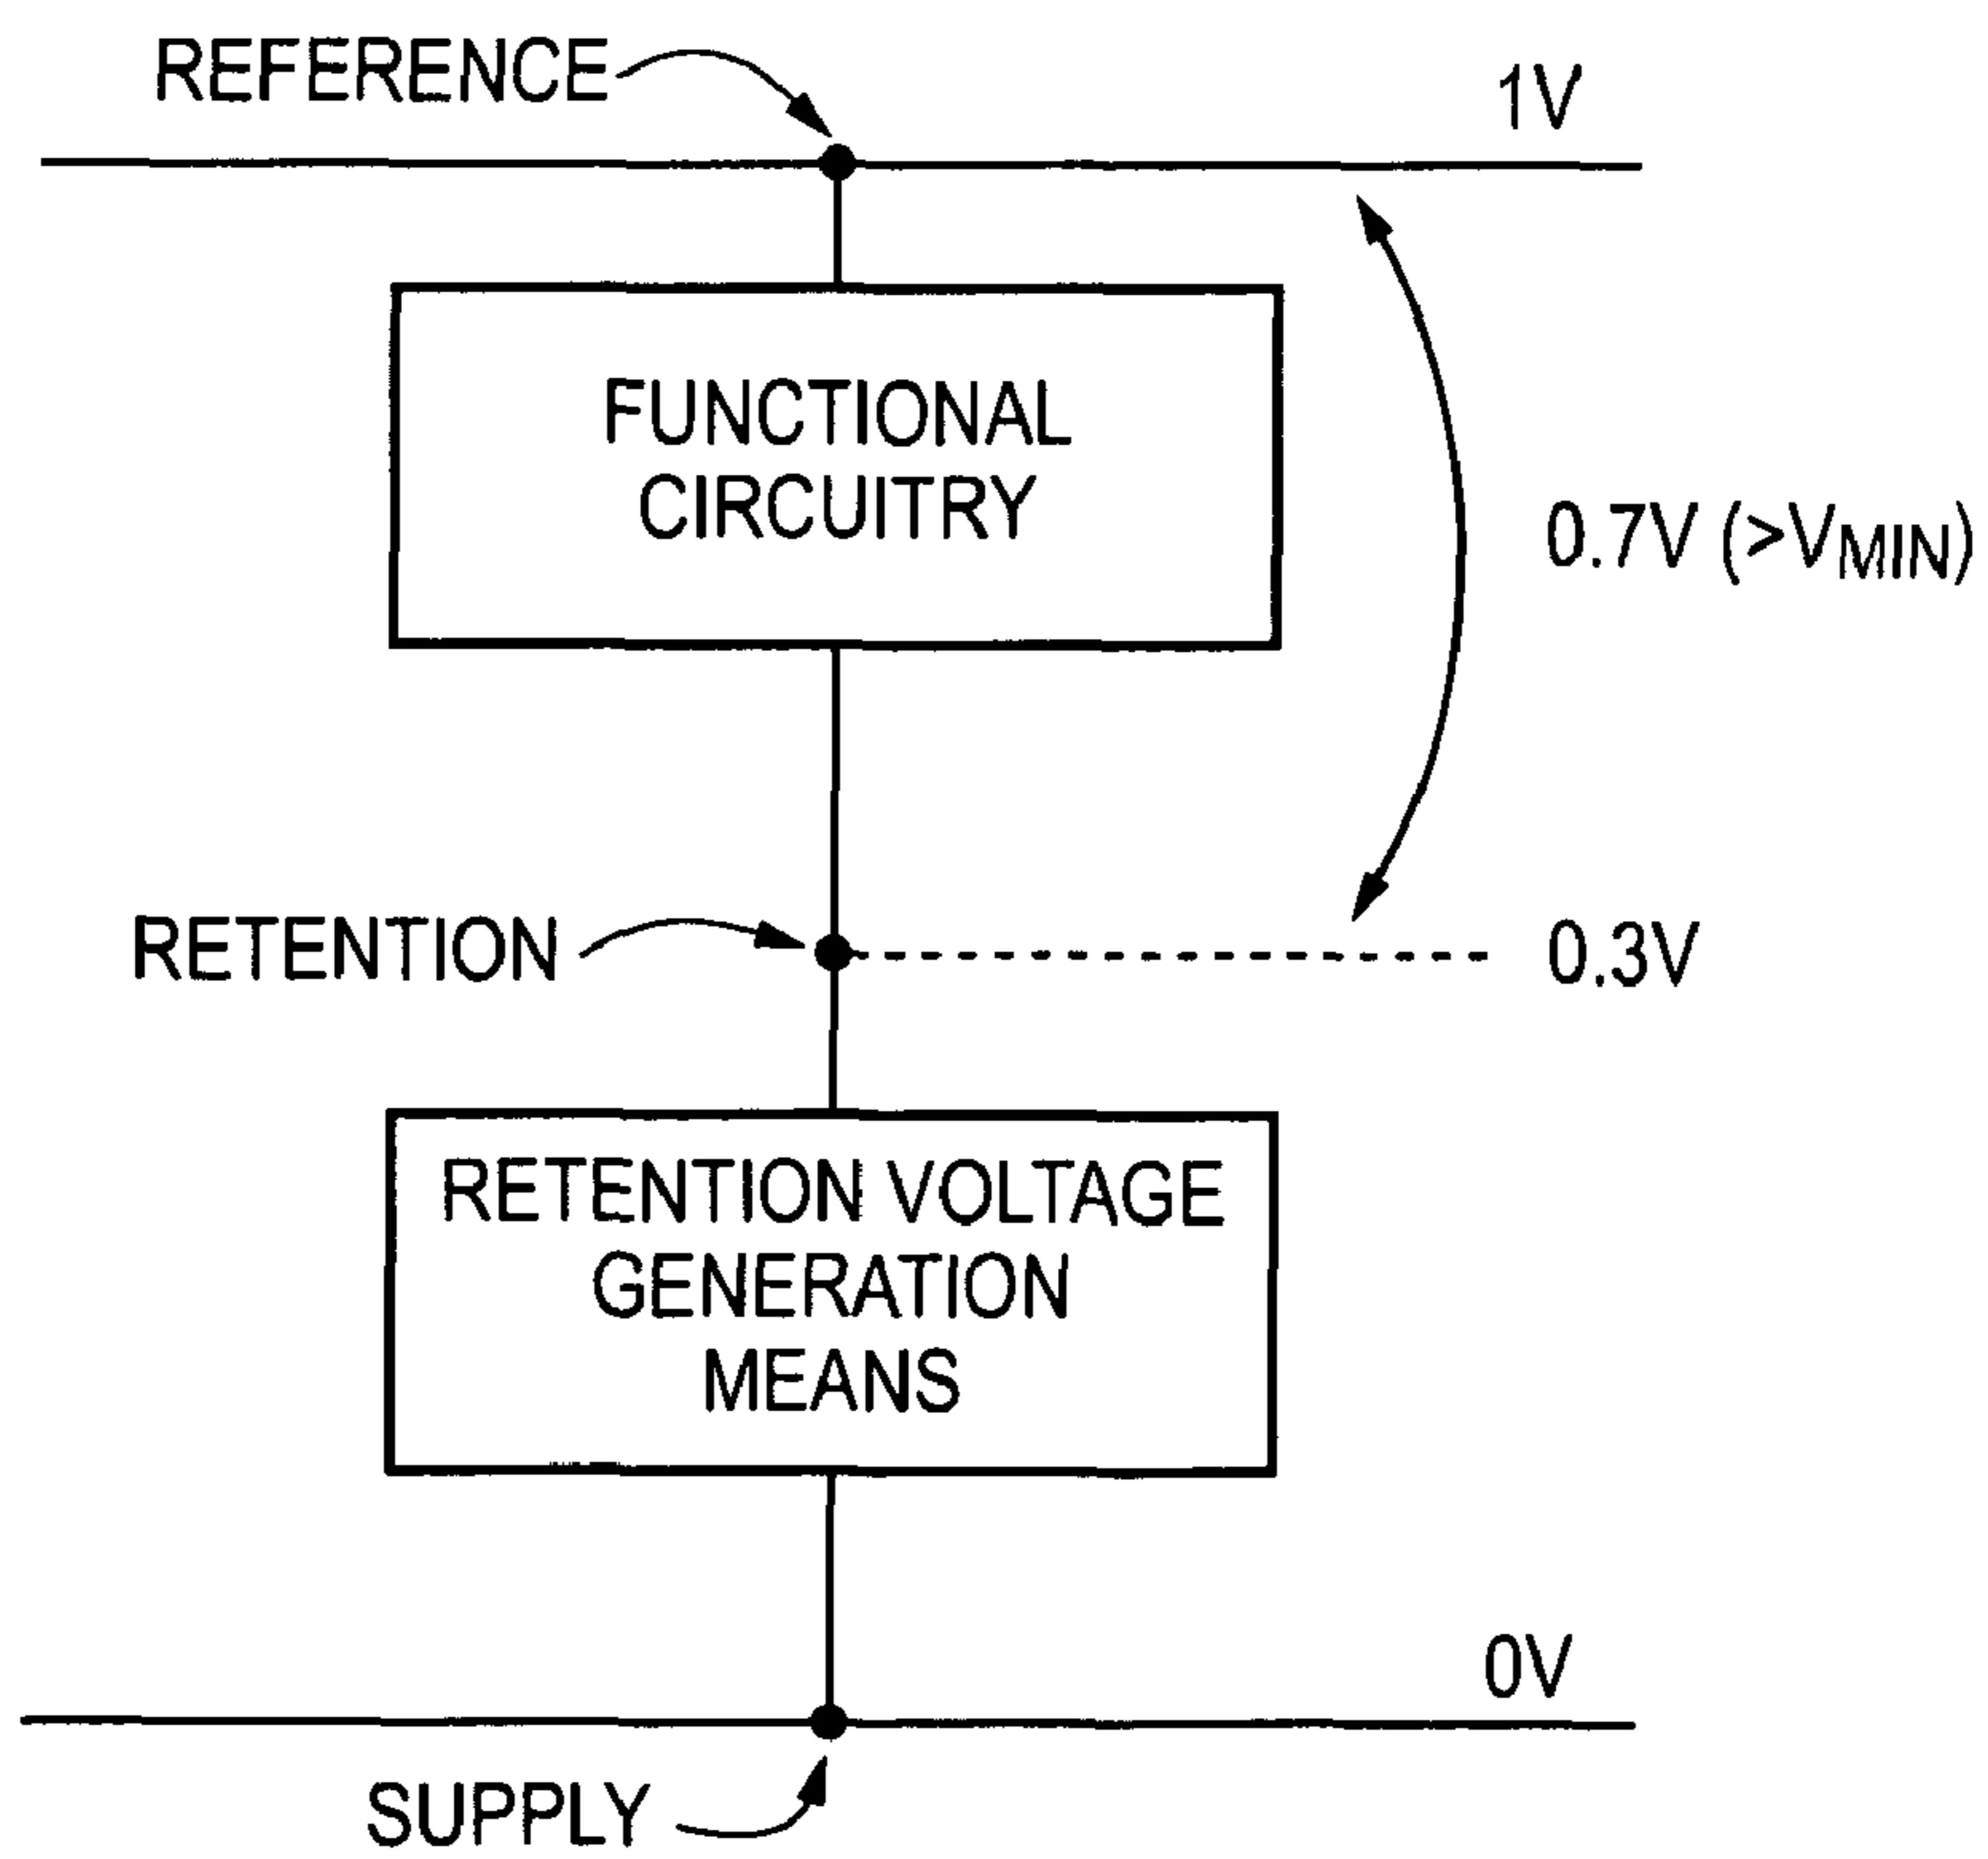 REFERENCE
1V
FUNCTIONAL
CIRCUITRY
0.7V (>VMIN)
RETENTION
0.3V
RETENTION VOLTAGE
GENERATION
MEANS
0V
SUPPLY